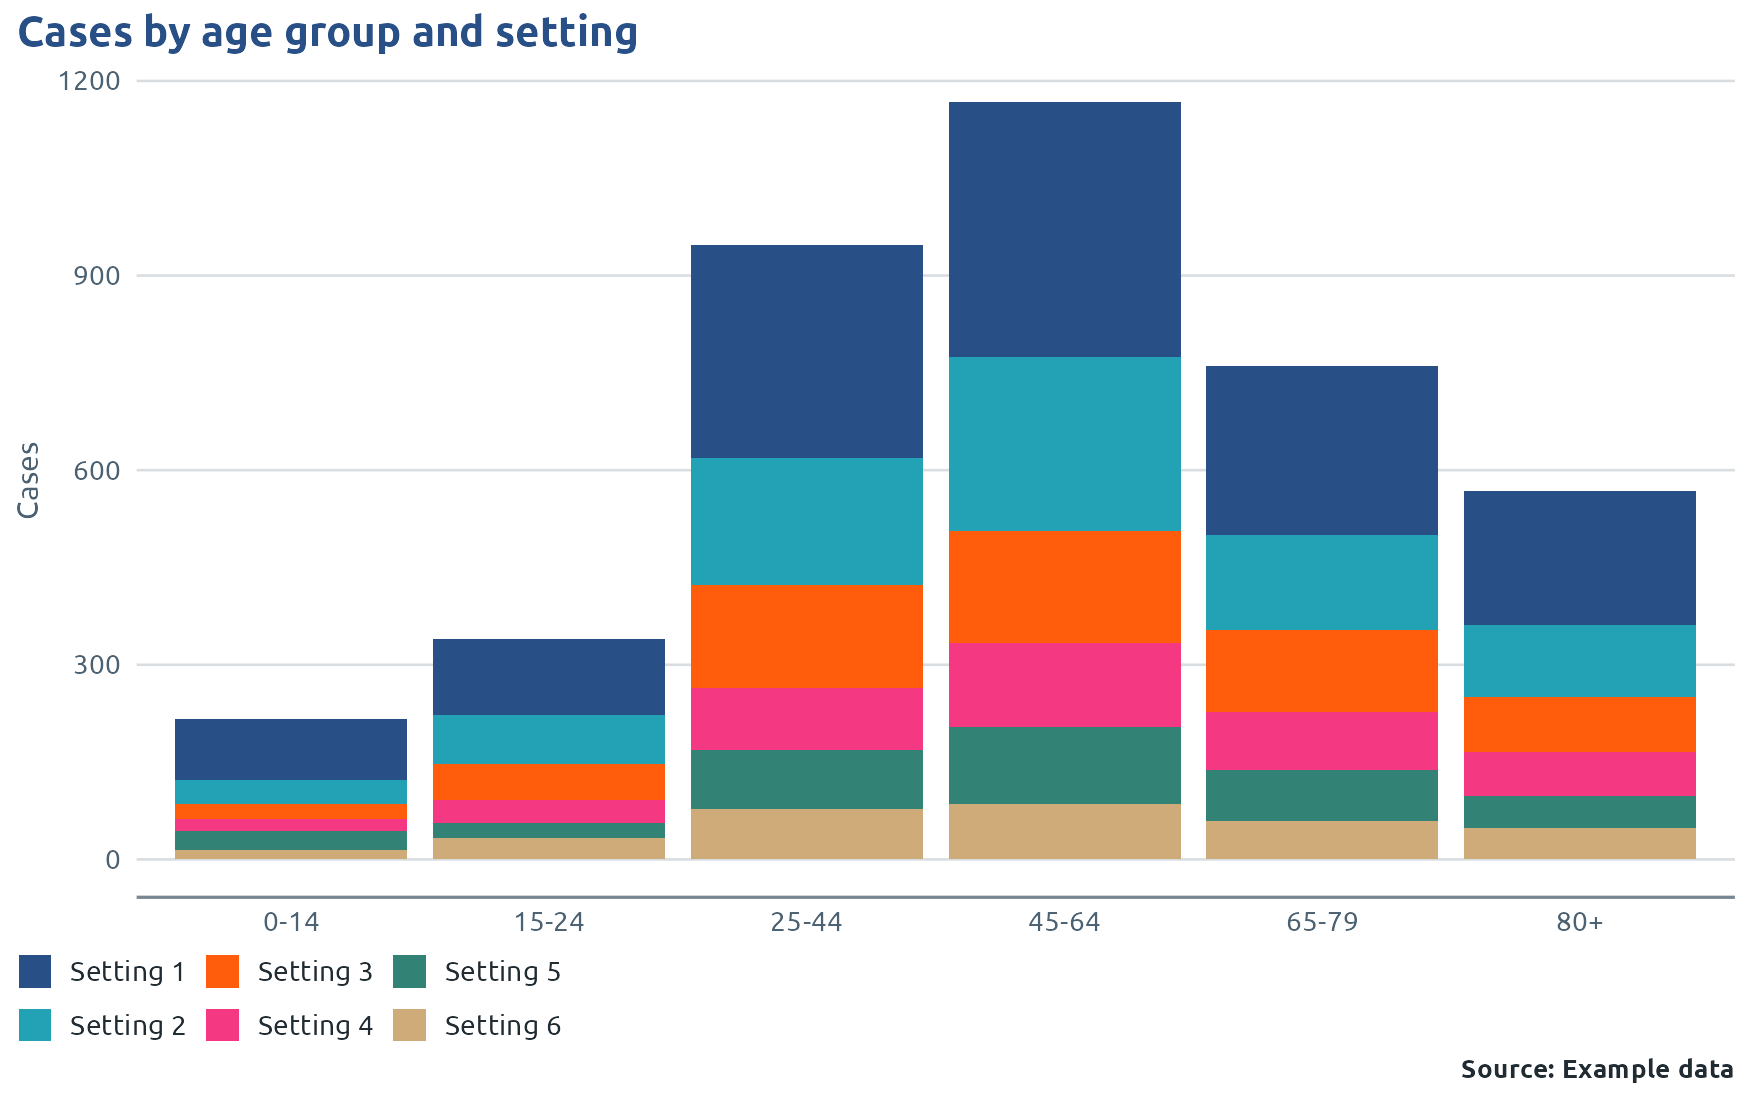 Cases by age group and setting
1200
900
600
300
0
Cases
0-14 15-24 25-44 45-64 65-79 80+
Setting 1 Setting 3 Setting 5
Setting 2 Setting 4 Setting 6
Source: Example data